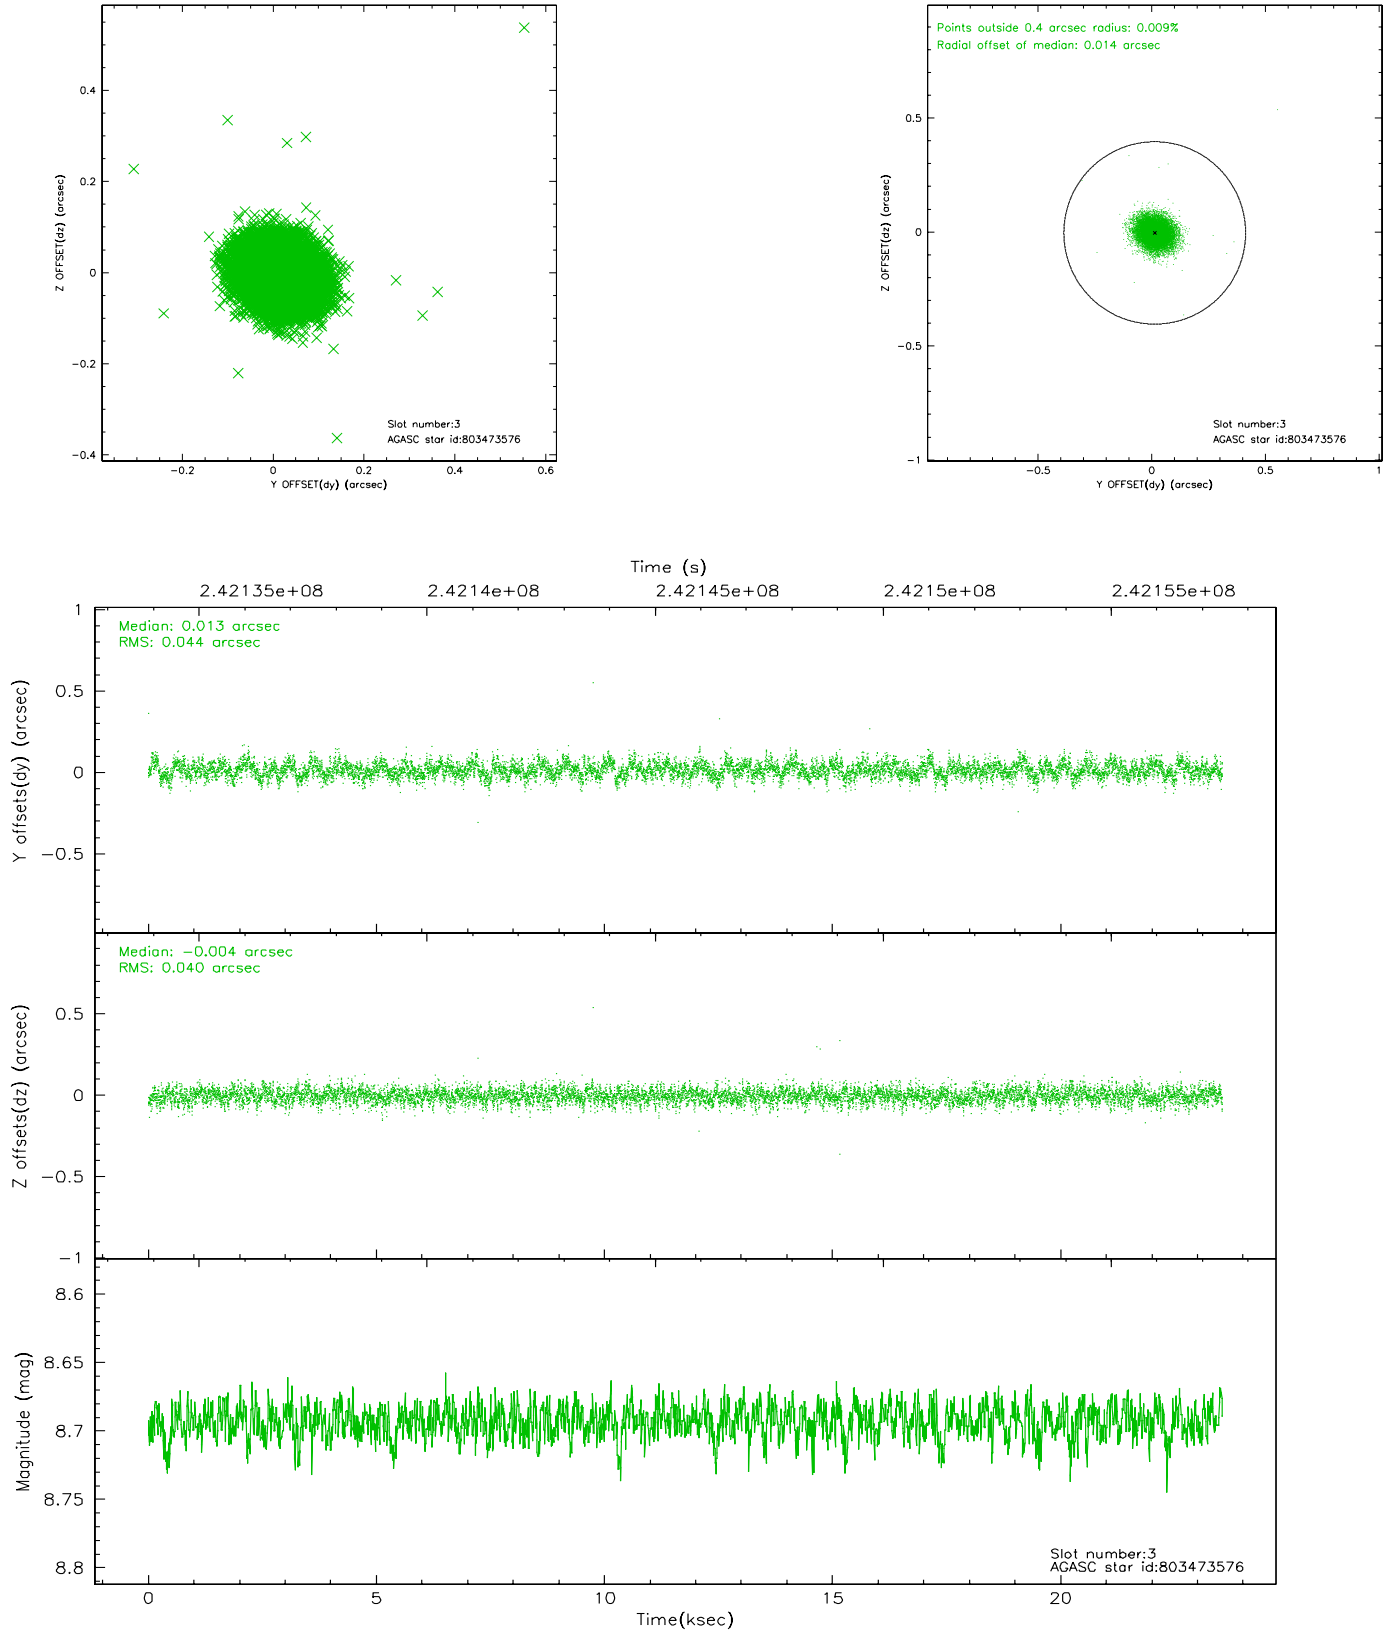 0.4
0.2
0
−0.2
−0.4
Z OFFSET(dz) (arcsec)
Slot number:3
AGASC star id:803473576
−0.2 0 0.2 0.4 0.6
Y OFFSET(dy) (arcsec)
Points outside 0.4 arcsec radius: 0.009%
Radial offset of median: 0.014 arcsec
0.5
0
−0.5
−1
Z OFFSET(dz) (arcsec)
Slot number:3
AGASC star id:803473576
−0.5 0 0.5 1
Y OFFSET(dy) (arcsec)
Time (s)
2.42135e+08 2.4214e+08 2.42145e+08 2.4215e+08 2.42155e+08
Median: 0.013 arcsec
RMS: 0.044 arcsec
1
0.5
0
−0.5
Y offsets(dy) (arcsec)
Median: −0.004 arcsec
RMS: 0.040 arcsec
0.5
0
−0.5
−1
Z offsets(dz) (arcsec)
8.6
8.65
8.7
8.75
8.8
Magnitude (mag)
Slot number:3
AGASC star id:803473576
0 5 10 15 20
Time(ksec)